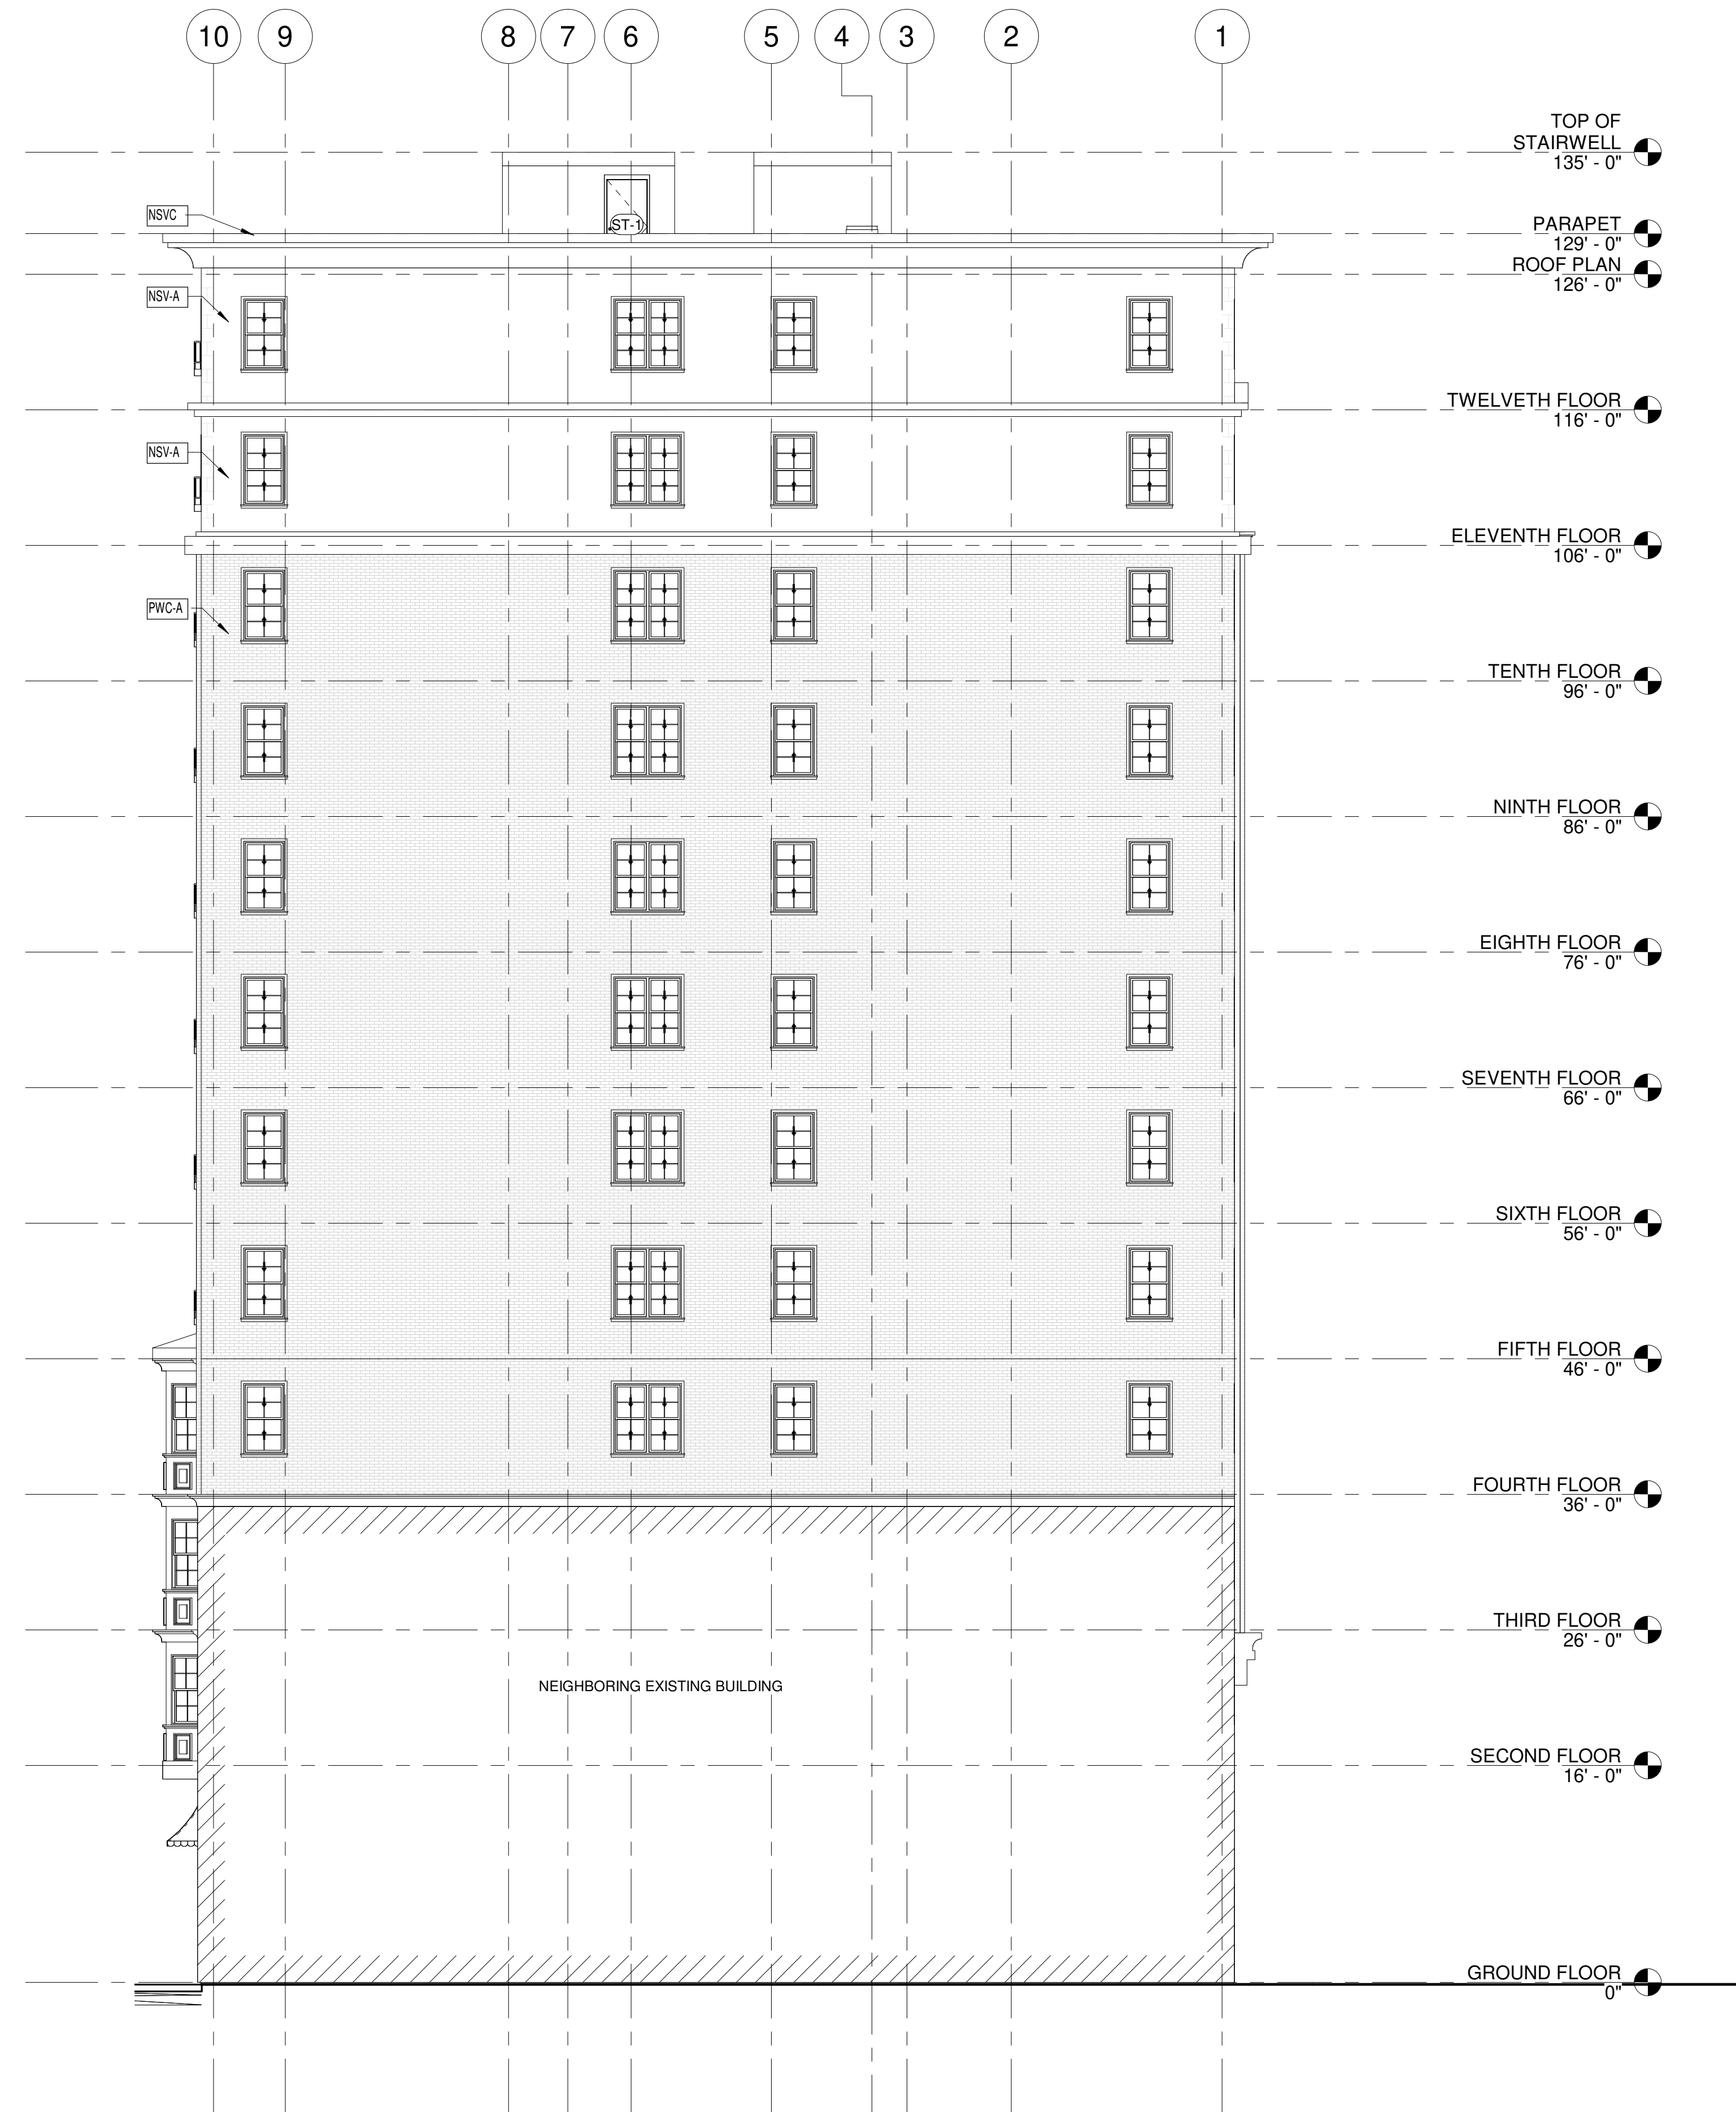 10 9 8 7 6 5 4 3 2 1
TOP OF
STAIRWELL
135' - 0"
NSVC
ST-1
PARAPET
129' - 0"
ROOF PLAN
126' - 0"
NSV-A
TWELVETH FLOOR
116' - 0"
NSV-A
ELEVENTH FLOOR
106' - 0"
PWC-A
TENTH FLOOR
96' - 0"
NINTH FLOOR
86' - 0"
EIGHTH FLOOR
76' - 0"
SEVENTH FLOOR
66' - 0"
SIXTH FLOOR
56' - 0"
FIFTH FLOOR
46' - 0"
FOURTH FLOOR
36' - 0"
THIRD FLOOR
26' - 0"
NEIGHBORING EXISTING BUILDING
SECOND FLOOR
16' - 0"
GROUND FLOOR
0"